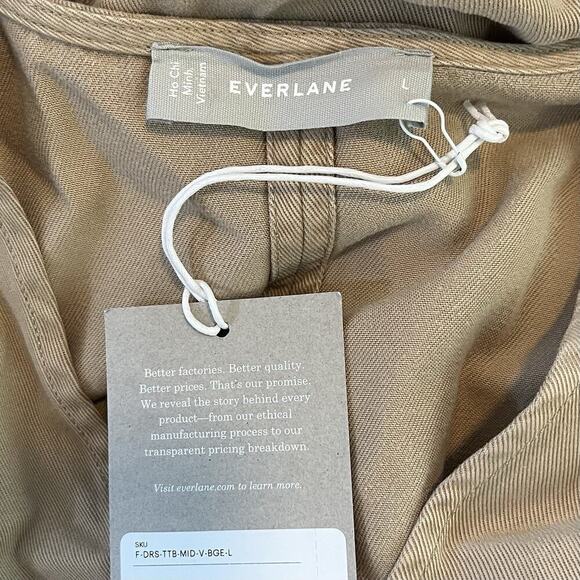 Ho Chi
Minh,
Vietnam
EVERLANE
L
Better factories. Better quality.
Better prices. That's our promise.
We reveal the story behind every
product—from our ethical
manufacturing process to our
transparent pricing breakdown.
Visit everlane.com to learn more.
SKU
F-DRS-TTB-MID-V-BGE-L